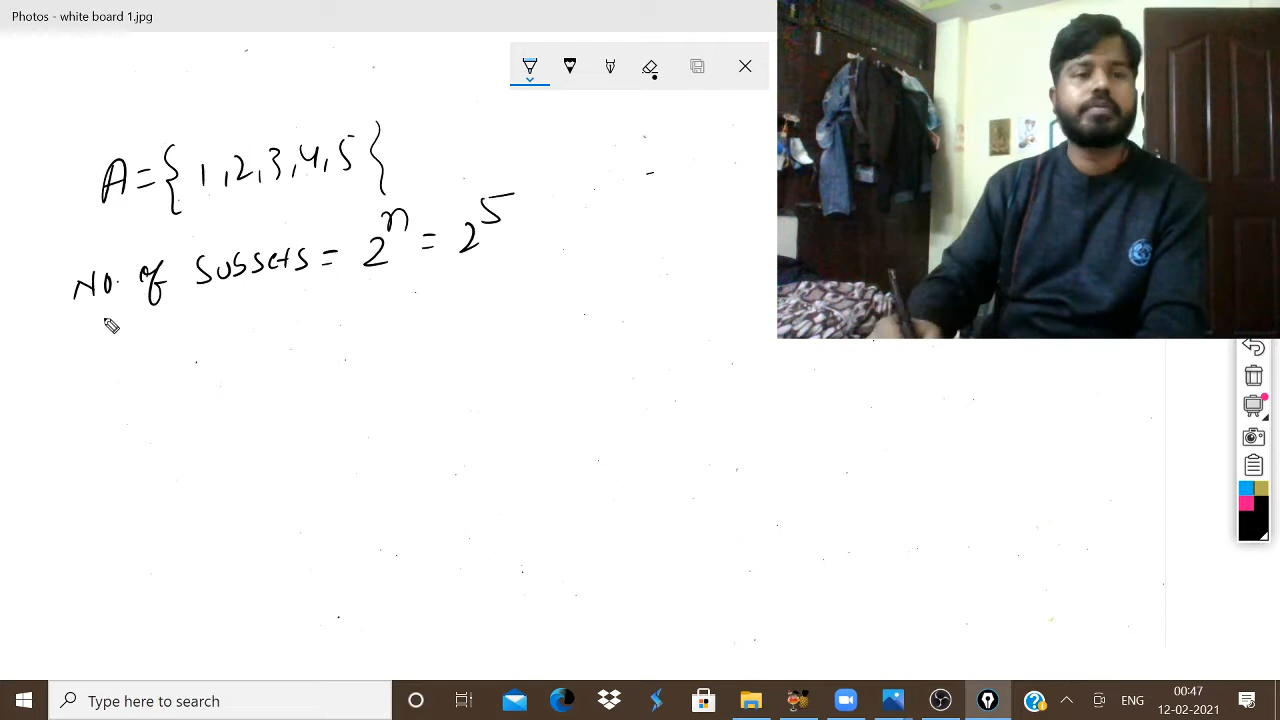 Photos - white board 1.jpg
A={1,2,3,4,5}
No. of subsets = 2^n = 2^5
Type here to search
ENG
00:47
12-02-2021